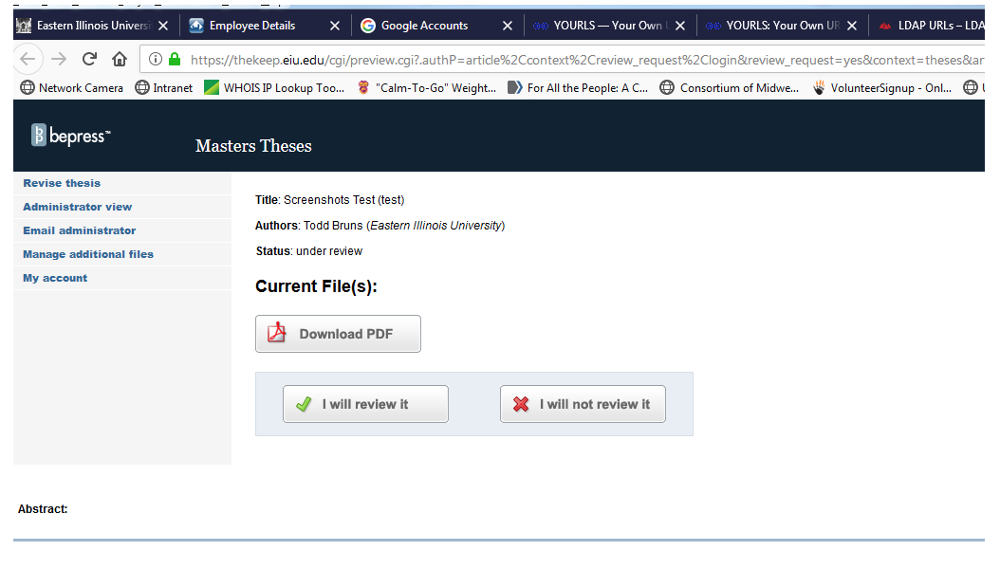 Eastern Illinois Universi
Employee Details
Google Accounts
YOURLS — Your Own
YOURLS: Your Own UR
LDAP URLs – LDA
https://thekeep.eiu.edu/cgi/preview.cgi?.authP=article%2Ccontext%2Creview_request%2Clogin&review_request=yes&context=theses&ar
Network Camera
Intranet
WHOIS IP Lookup Too...
"Calm-To-Go" Weight...
For All the People: A C...
Consortium of Midwe...
VolunteerSignup - Onl...
bepress™
Masters Theses
Revise thesis
Administrator view
Email administrator
Manage additional files
My account
Title: Screenshots Test (test)
Authors: Todd Bruns (Eastern Illinois University)
Status: under review
Current File(s):
Download PDF
I will review it
I will not review it
Abstract: